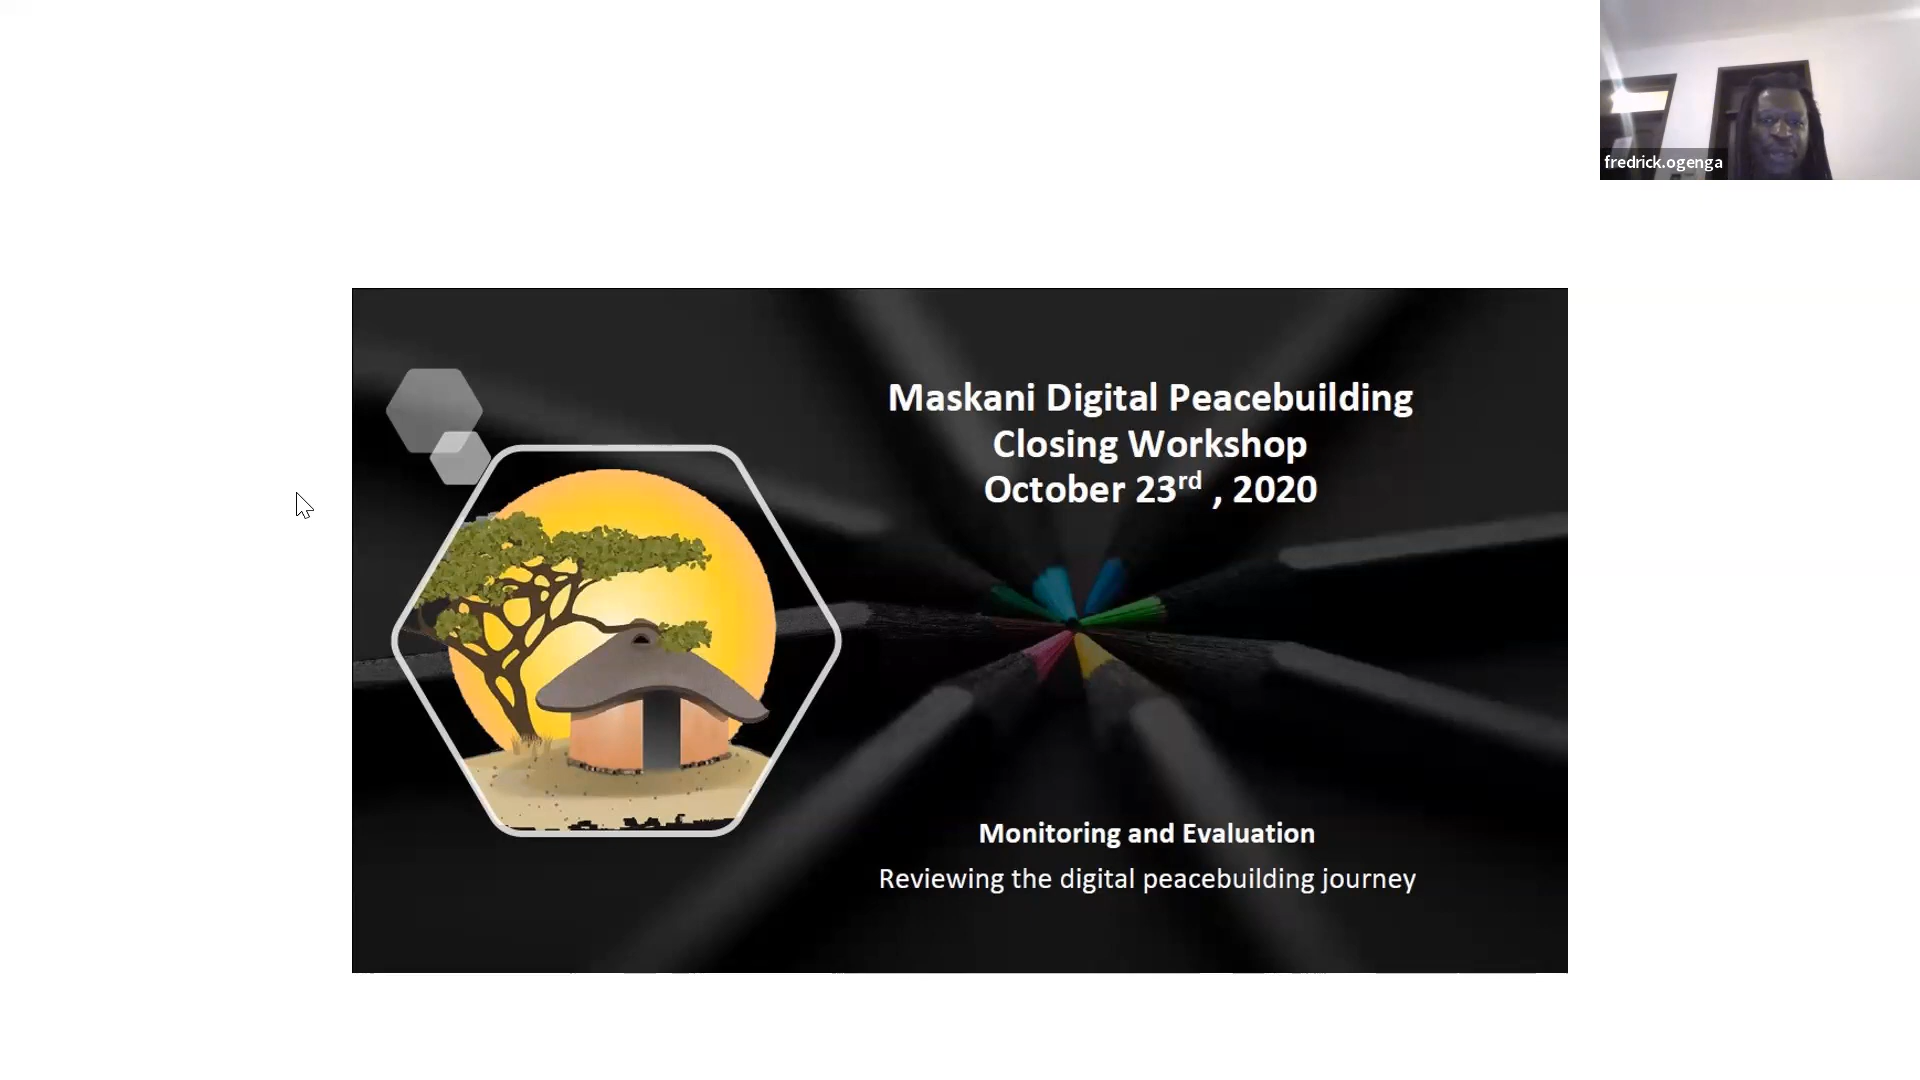 fredrick.ogenga
Maskani Digital Peacebuilding
Closing Workshop
October 23rd , 2020
Monitoring and Evaluation
Reviewing the digital peacebuilding journey